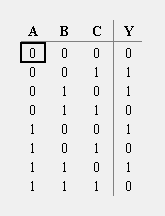 A B C Y
0 0 0 0
0 0 1 1
0 1 0 1
0 1 1 0
1 0 0 1
1 0 1 0
1 1 0 1
1 1 1 0